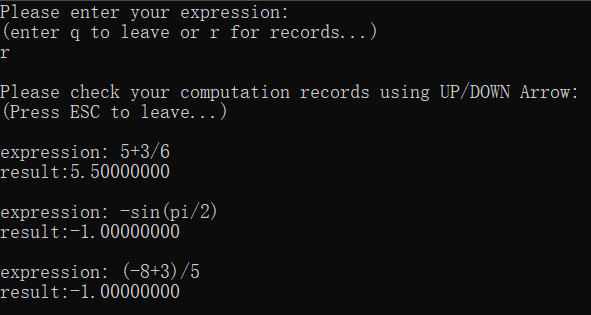 Please enter your expression:
(enter q to leave or r for records...)
r
Please check your computation records using UP/DOWN Arrow:
(Press ESC to leave...)
expression: 5+3/6
result:5.50000000
expression: -sin(pi/2)
result:-1.00000000
expression: (-8+3)/5
result:-1.00000000